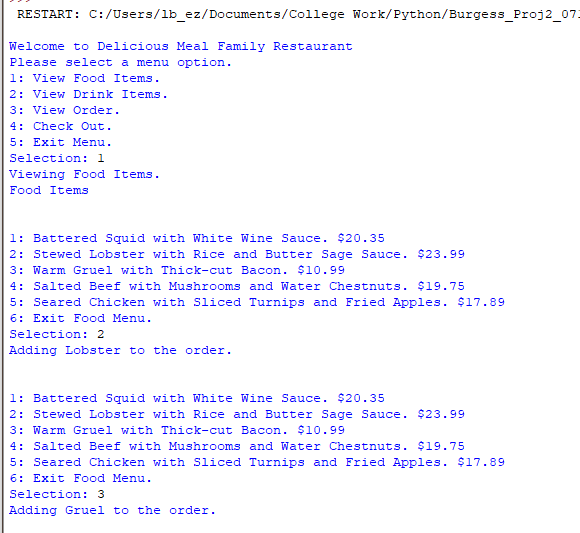 RESTART: C:/Users/lb_ez/Documents/College Work/Python/Burgess_Proj2_07
Welcome to Delicious Meal Family Restaurant
Please select a menu option.
1: View Food Items.
2: View Drink Items.
3: View Order.
4: Check Out.
5: Exit Menu.
Selection: 1
Viewing Food Items.
Food Items
1: Battered Squid with White Wine Sauce. $20.35
2: Stewed Lobster with Rice and Butter Sage Sauce. $23.99
3: Warm Gruel with Thick-cut Bacon. $10.99
4: Salted Beef with Mushrooms and Water Chestnuts. $19.75
5: Seared Chicken with Sliced Turnips and Fried Apples. $17.89
6: Exit Food Menu.
Selection: 2
Adding Lobster to the order.
1: Battered Squid with White Wine Sauce. $20.35
2: Stewed Lobster with Rice and Butter Sage Sauce. $23.99
3: Warm Gruel with Thick-cut Bacon. $10.99
4: Salted Beef with Mushrooms and Water Chestnuts. $19.75
5: Seared Chicken with Sliced Turnips and Fried Apples. $17.89
6: Exit Food Menu.
Selection: 3
Adding Gruel to the order.